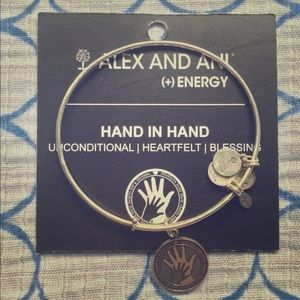 ALEX AND ANI
(+) ENERGY
HAND IN HAND
UNCONDITIONAL | HEARTFELT | BLESSING